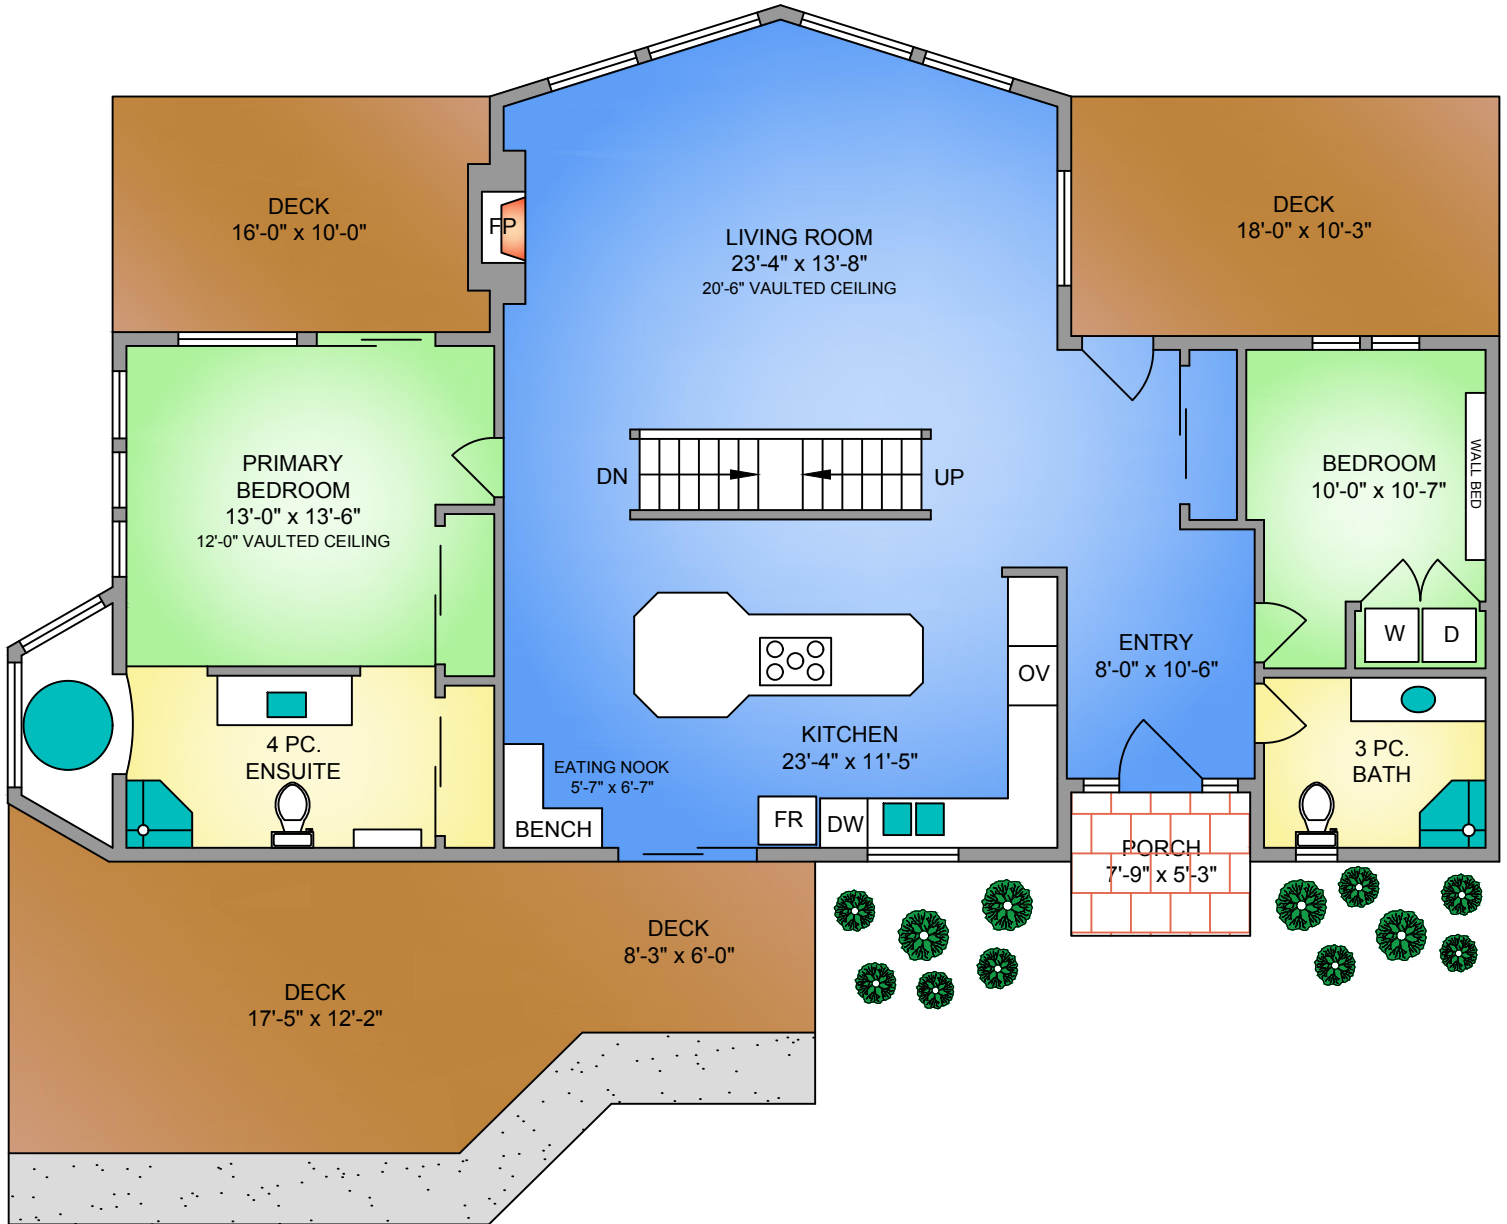 DECK
16'-0" x 10'-0"
FP
LIVING ROOM
23'-4" x 13'-8"
20'-6" VAULTED CEILING
DECK
18'-0" x 10'-3"
PRIMARY
BEDROOM
13'-0" x 13'-6"
12'-0" VAULTED CEILING
DN
UP
BEDROOM
10'-0" x 10'-7"
WALL BED
W
D
ENTRY
8'-0" x 10'-6"
OV
KITCHEN
23'-4" x 11'-5"
EATING NOOK
5'-7" x 6'-7"
4 PC.
ENSUITE
3 PC.
BATH
BENCH
FR
DW
PORCH
7'-9" x 5'-3"
DECK
8'-3" x 6'-0"
DECK
17'-5" x 12'-2"